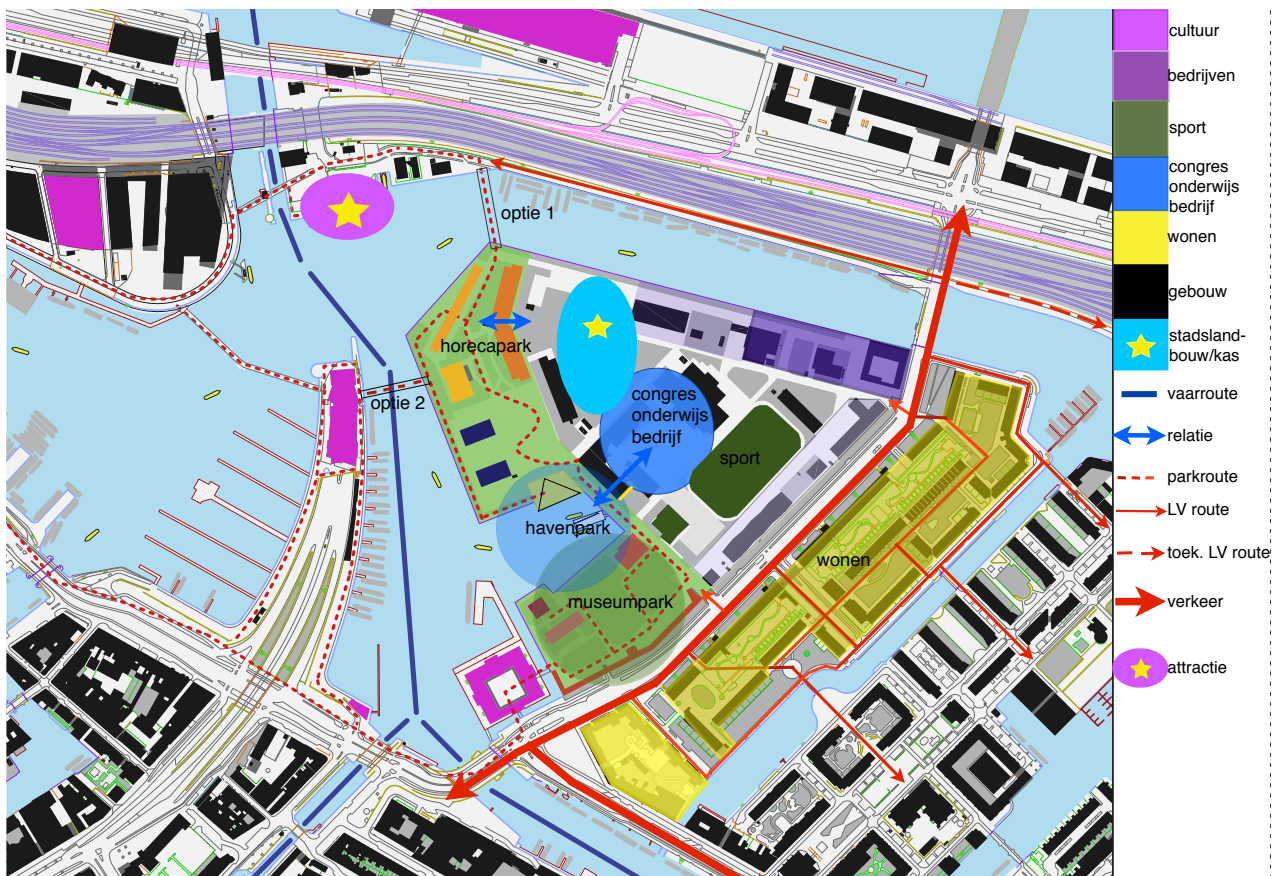 optie 1
horecapark
optie 2
congres
onderwijs
bedrijf
sport
havenpark
wonen
museumpark
cultuur
bedrijven
sport
congres
onderwijs
bedrijf
wonen
gebouw
stadsland-
bouw/kas
vaarroute
relatie
parkroute
LV route
toek. LV route
verkeer
attractie